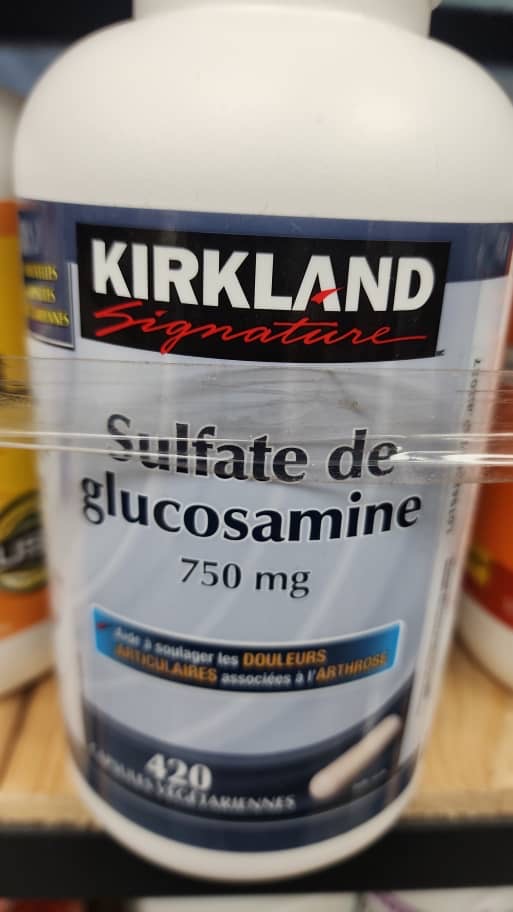 KIRKLAND
Signature
Sulfate de
glucosamine
750 mg
Aide à soulager les DOULEURS
ARTICULAIRES associées à l'ARTHROSE
420
CAPSULES VÉGÉTARIENNES